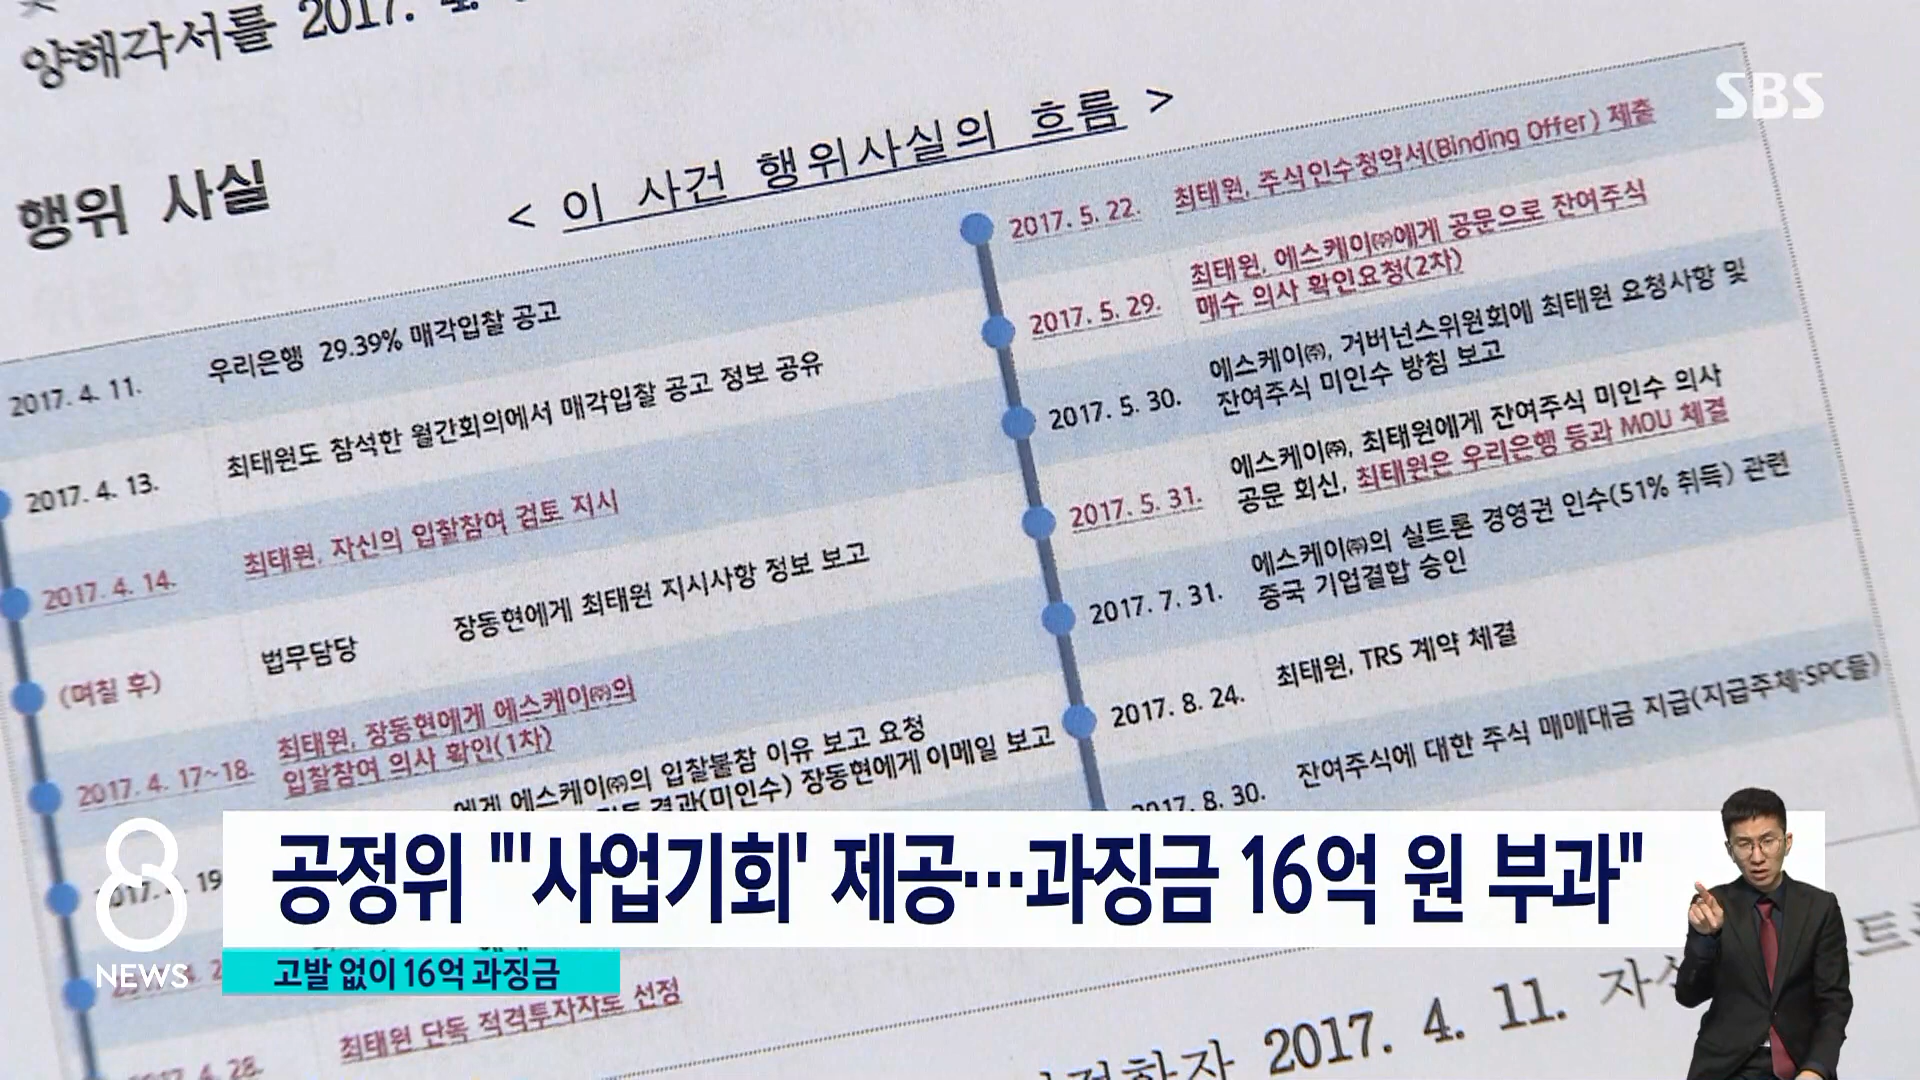 양해각서를 2017. 4.
SBS
행위 사실
< 이 사건 행위사실의 흐름 >
2017. 4. 11. 우리은행 29.39% 매각입찰 공고
2017. 4. 13. 최태원도 참석한 월간회의에서 매각입찰 공고 정보 공유
2017. 4. 14. 최태원, 자신의 입찰참여 검토 지시
(며칠 후) 법무담당 장동현에게 최태원 지시사항 정보 보고
2017. 4. 17~18. 최태원, 장동현에게 에스케이㈜의
입찰참여 의사 확인(1차)
에게 에스케이㈜의 입찰불참 이유 보고 요청
결과(미인수) 장동현에게 이메일 보고
19
최태원 단독 적격투자자로 선정
4. 28.
2017. 5. 22. 최태원, 주식인수청약서(Binding Offer) 제출
2017. 5. 29. 최태원, 에스케이㈜에게 공문으로 잔여주식
매수 의사 확인요청(2차)
2017. 5. 30. 에스케이㈜, 거버넌스위원회에 최태원 요청사항 및
잔여주식 미인수 방침 보고
2017. 5. 31. 에스케이㈜, 최태원에게 잔여주식 미인수 의사
공문 회신, 최태원은 우리은행 등과 MOU 체결
2017. 7. 31. 에스케이㈜의 실트론 경영권 인수(51% 취득) 관련
중국 기업결합 승인
2017. 8. 24. 최태원, TRS 계약 체결
2017. 8. 30. 잔여주식에 대한 주식 매매대금 지급(지급주체:SPC들)
공정위 "'사업기회' 제공…과징금 16억 원 부과"
8 NEWS
고발 없이 16억 과징금
2017. 4. 11.